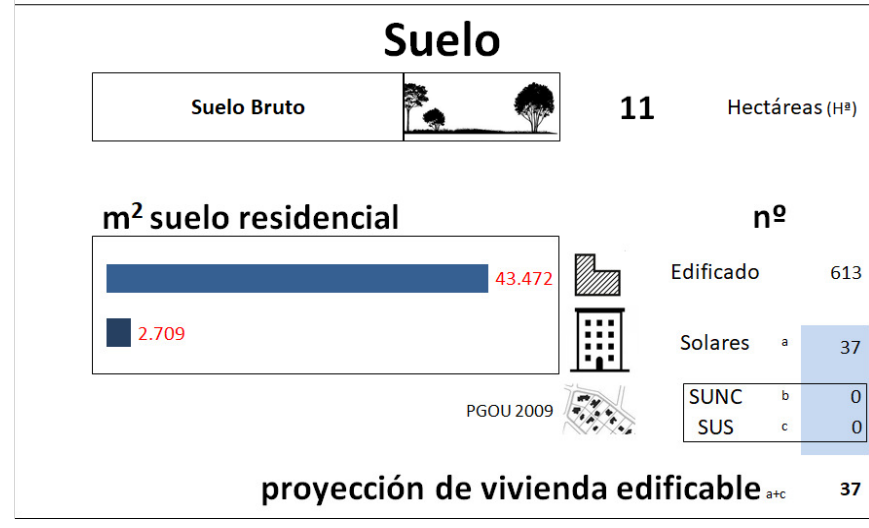 Suelo
Suelo Bruto 11 Hectáreas (Hª)
m² suelo residencial nº
43.472 Edificado 613
2.709 Solares a 37
PGOU 2009 SUNC b 0
SUS c 0
proyección de vivienda edificable a+c 37